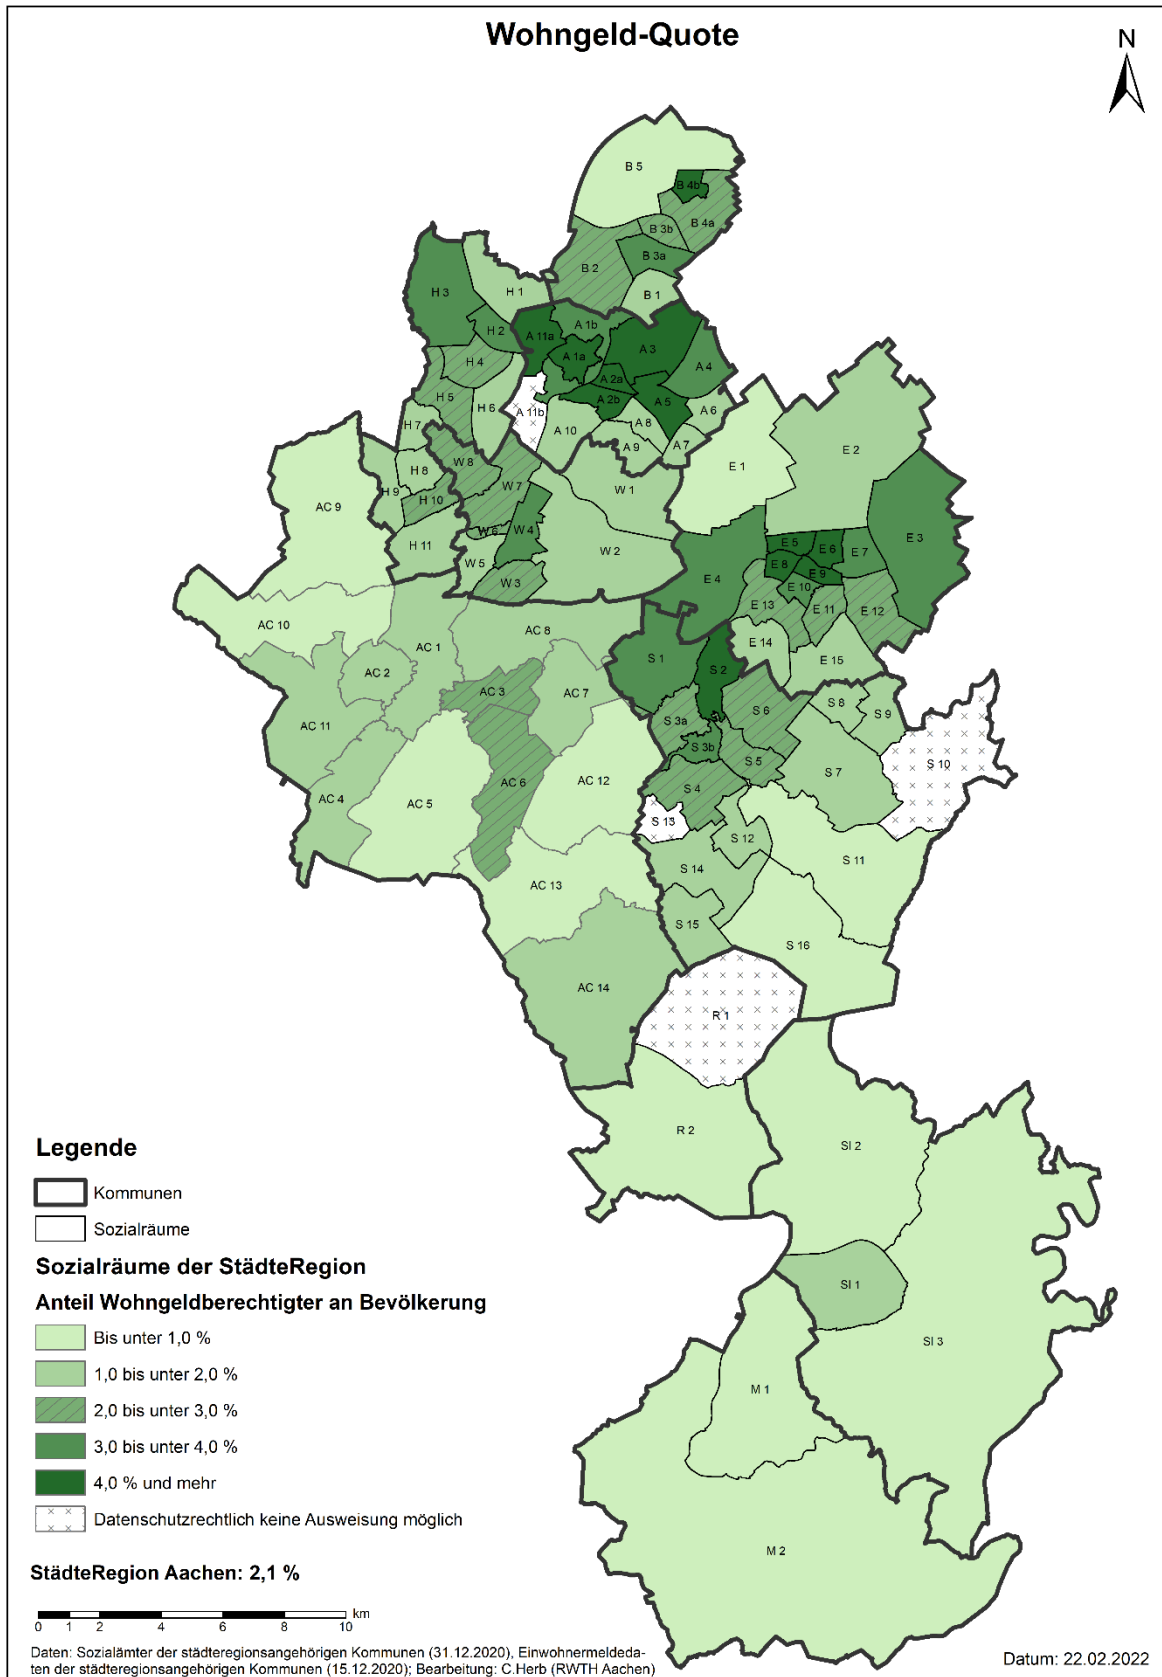 Wohngeld-Quote
N
B 5
B 4b
B 4a
B 3b
B 3a
B 2
B 1
H 3
H 1
H 2
H 4
H 5
H 6
H 7
H 8
H 9
H 10
H 11
A 11a
A 1b
A 1a
A 3
A 2a
A 2b
A 4
A 5
A 6
A 11b
A 10
A 8
A 9
A 7
W 8
W 7
W 1
W 6
W 4
W 2
W 5
W 3
E 1
E 2
E 3
E 4
E 5
E 6
E 7
E 8
E 9
E 10
E 13
E 11
E 12
E 14
E 15
AC 9
AC 10
AC 1
AC 8
AC 2
AC 3
AC 7
AC 11
AC 6
AC 12
AC 4
AC 5
AC 13
AC 14
S 1
S 2
S 3a
S 3b
S 6
S 5
S 4
S 8
S 9
S 7
S 10
S 13
S 12
S 11
S 14
S 15
S 16
R 1
R 2
SI 2
SI 1
SI 3
M 1
M 2
Legende
Kommunen
Sozialräume
Sozialräume der StädteRegion
Anteil Wohngeldberechtigter an Bevölkerung
Bis unter 1,0 %
1,0 bis unter 2,0 %
2,0 bis unter 3,0 %
3,0 bis unter 4,0 %
4,0 % und mehr
Datenschutzrechtlich keine Ausweisung möglich
StädteRegion Aachen: 2,1 %
km
0 1 2 4 6 8 10
Daten: Sozialämter der städteregionsangehörigen Kommunen (31.12.2020), Einwohnermeldeda-
ten der städteregionsangehörigen Kommunen (15.12.2020); Bearbeitung: C.Herb (RWTH Aachen)
Datum: 22.02.2022